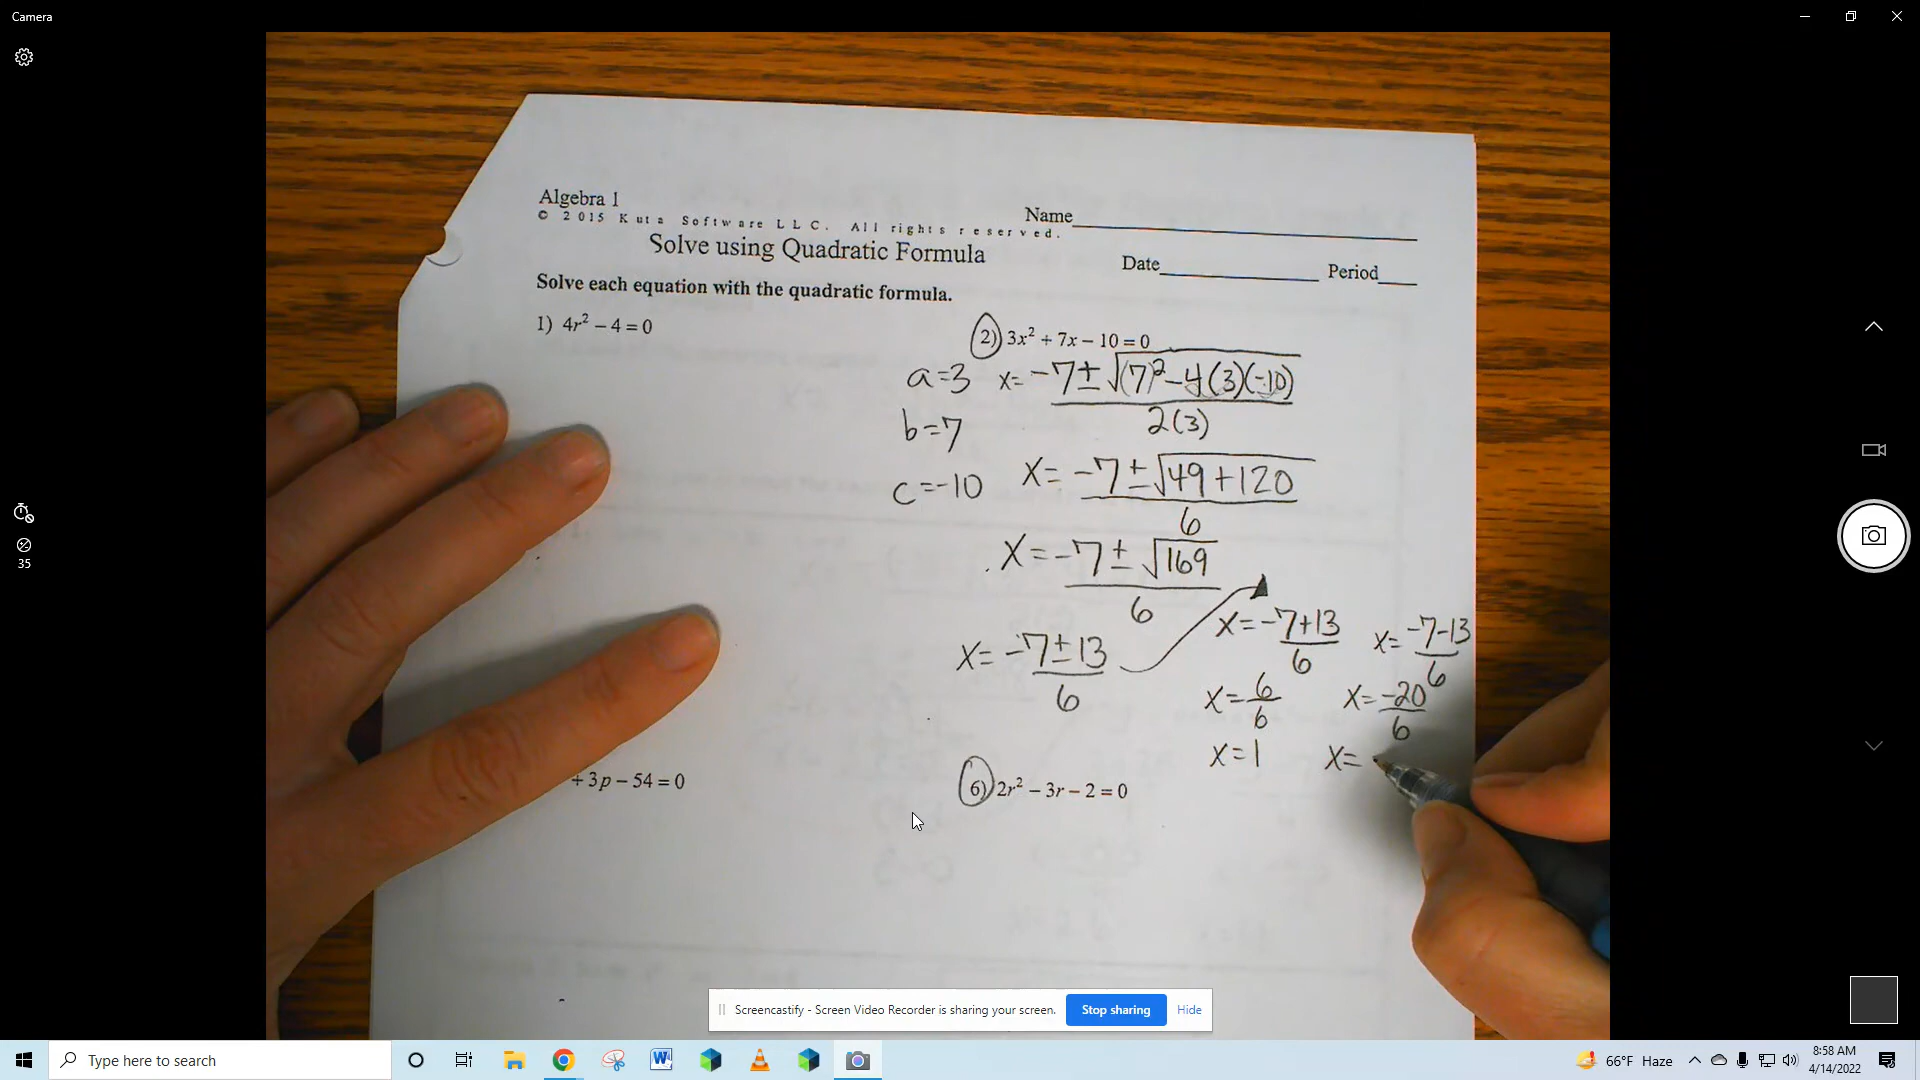 Camera
Algebra 1
© 2015 Kuta Software LLC. All rights reserved.
Name
Solve using Quadratic Formula
Date Period
Solve each equation with the quadratic formula.
1) 4r² − 4 = 0
2) 3x² + 7x − 10 = 0
a=3
b=7
c=-10
x= -7±√(7)²-4(3)(-10)
2(3)
x= -7±√49+120
6
x= -7±√169
6
x= -7±13
6
x= -7+13
6
x= 6
6
x=1
x= -7-13
6
x= -20
6
x=
+ 3p − 54 = 0
6) 2r² − 3r − 2 = 0
35
Screencastify - Screen Video Recorder is sharing your screen.
Stop sharing
Hide
Type here to search
66°F Haze
8:58 AM
4/14/2022